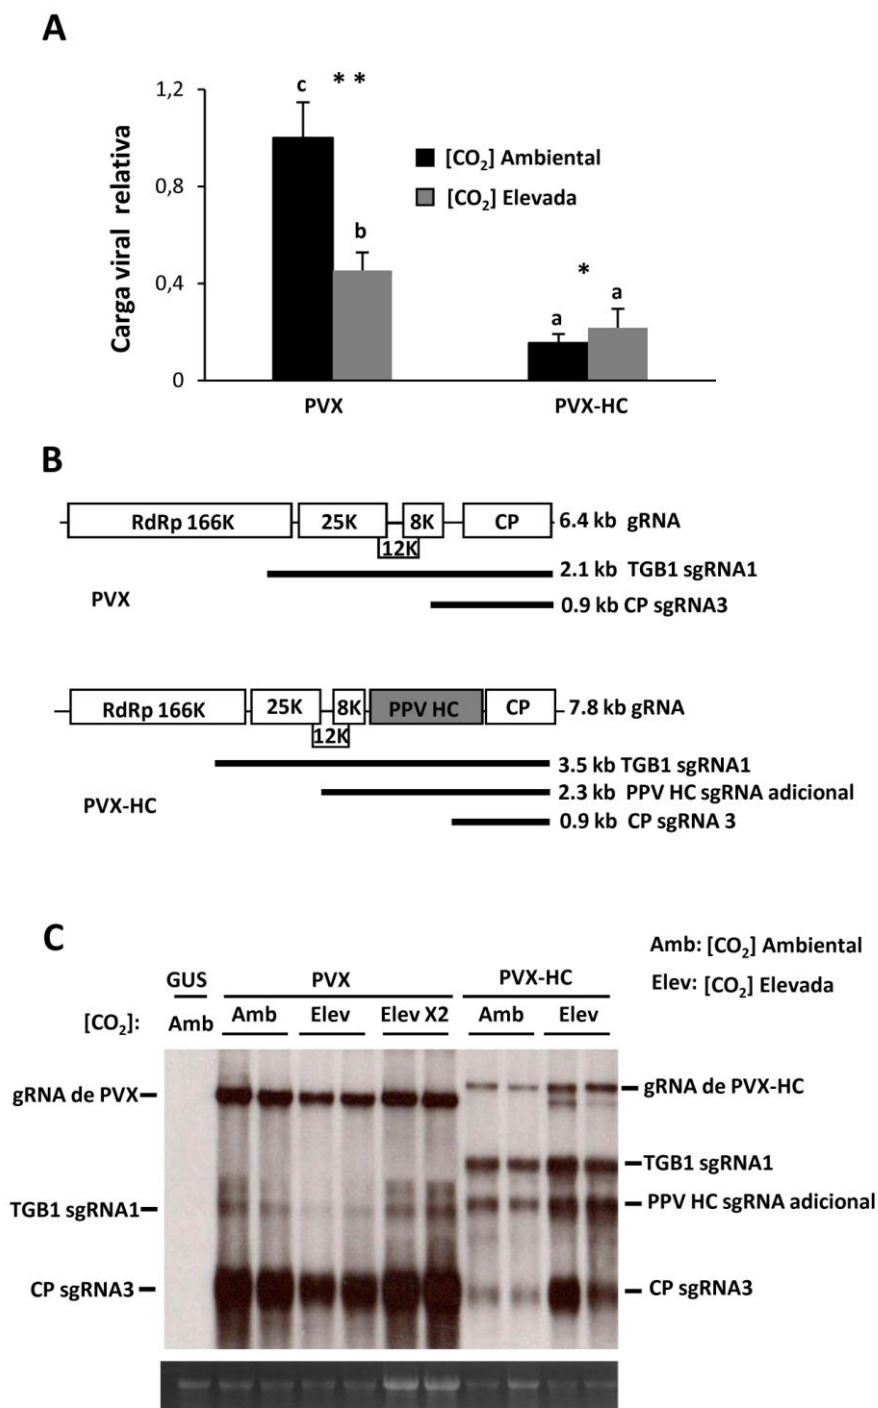 A
1,2
0,8
0,4
0
Carga viral relativa
c
**
b
a
*
a
[CO₂] Ambiental
[CO₂] Elevada
PVX
PVX-HC
B
RdRp 166K
25K
8K
CP
12K
6.4 kb gRNA
2.1 kb TGB1 sgRNA1
0.9 kb CP sgRNA3
PVX
RdRp 166K
25K
8K
PPV HC
CP
12K
7.8 kb gRNA
3.5 kb TGB1 sgRNA1
2.3 kb PPV HC sgRNA adicional
0.9 kb CP sgRNA 3
PVX-HC
C
Amb: [CO₂] Ambiental
Elev: [CO₂] Elevada
GUS
PVX
PVX-HC
[CO₂]:
Amb
Amb
Elev
Elev X2
Amb
Elev
gRNA de PVX
TGB1 sgRNA1
CP sgRNA3
gRNA de PVX-HC
TGB1 sgRNA1
PPV HC sgRNA adicional
CP sgRNA3